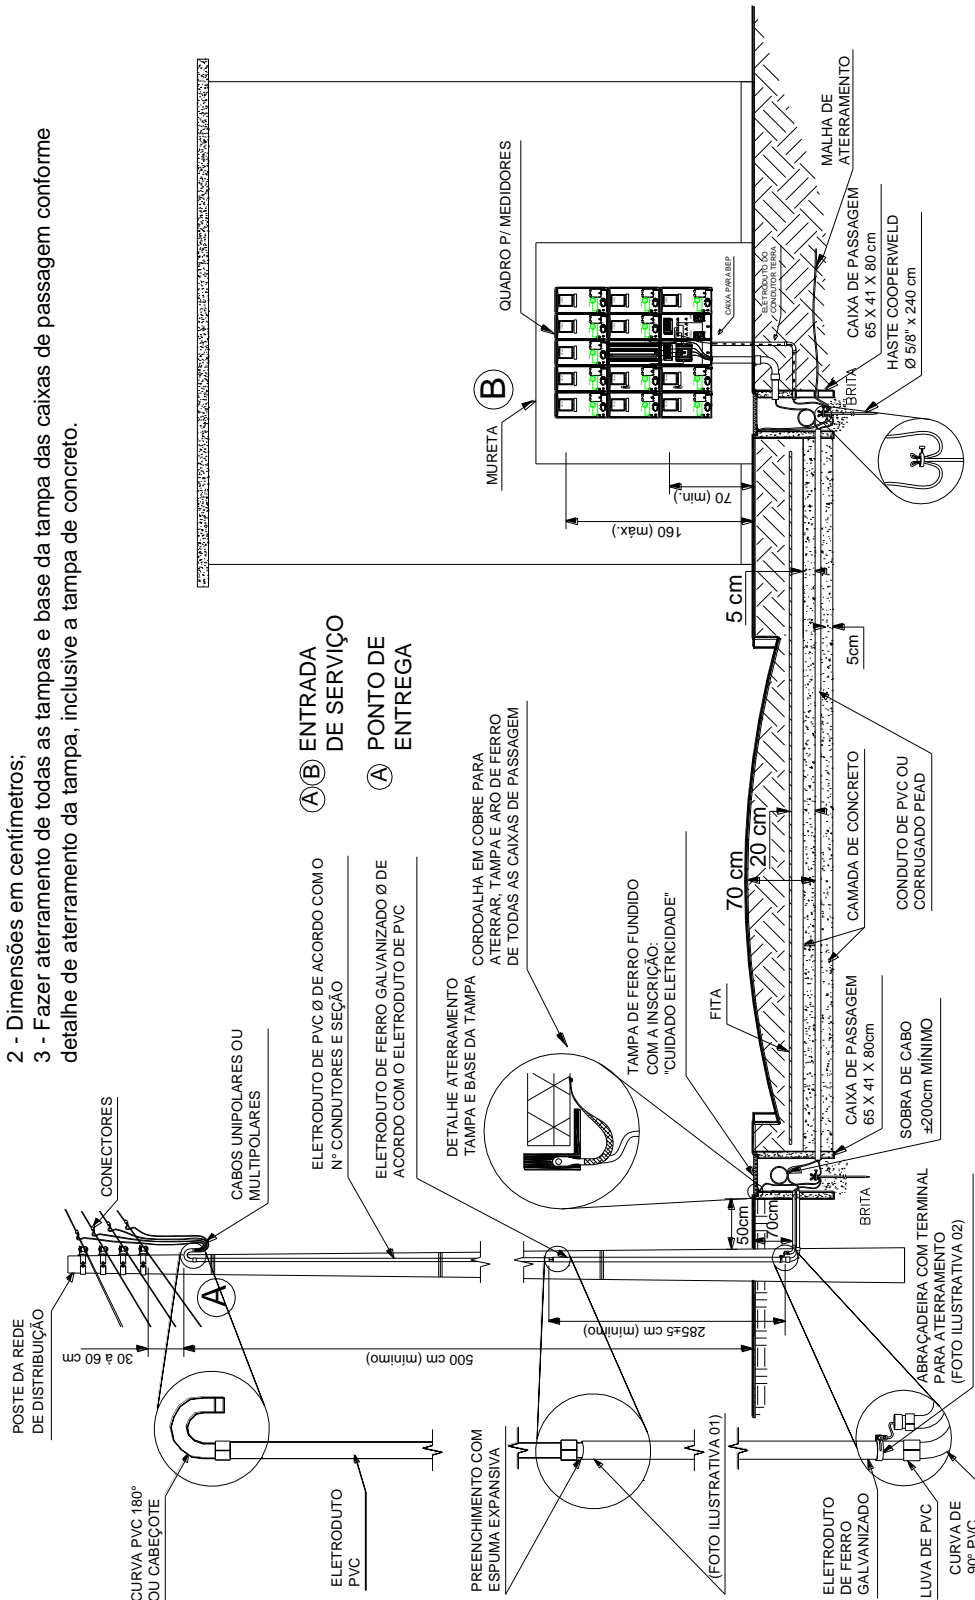 2 - Dimensões em centímetros;
3 - Fazer aterramento de todas as tampas e base da tampa das caixas de passagem conforme
detalhe de aterramento da tampa, inclusive a tampa de concreto.
POSTE DA REDE
DE DISTRIBUIÇÃO
CONECTORES
CABOS UNIPOLARES OU
MULTIPOLARES
A
30 à 60 cm
500 cm (mínimo)
CURVA PVC 180°
OU CABEÇOTE
ELETRODUTO
PVC
ELETRODUTO DE PVC Ø DE ACORDO COM O
N° CONDUTORES E SEÇÃO
ELETRODUTO DE FERRO GALVANIZADO Ø DE
ACORDO COM O ELETRODUTO DE PVC
A B ENTRADA
DE SERVIÇO
A PONTO DE
ENTREGA
DETALHE ATERRAMENTO
TAMPA E BASE DA TAMPA
CORDOALHA EM COBRE PARA
ATERRAR, TAMPA E ARO DE FERRO
DE TODAS AS CAIXAS DE PASSAGEM
TAMPA DE FERRO FUNDIDO
COM A INSCRIÇÃO:
"CUIDADO ELETRICIDADE"
FITA
PREENCHIMENTO COM
ESPUMA EXPANSIVA
(FOTO ILUSTRATIVA 01)
285±5 cm (mínimo)
50cm
70cm
BRITA
ELETRODUTO
DE FERRO
GALVANIZADO
LUVA DE PVC
CURVA DE
90° PVC
ABRAÇADEIRA COM TERMINAL
PARA ATERRAMENTO
(FOTO ILUSTRATIVA 02)
SOBRA DE CABO
±200cm MÍNIMO
CAIXA DE PASSAGEM
65 X 41 X 80cm
CAMADA DE CONCRETO
CONDUTO DE PVC OU
CORRUGADO PEAD
70 cm
20 cm
5 cm
5cm
MURETA
B
QUADRO P/ MEDIDORES
160 (máx.)
70 (min.)
CAIXA PARA BEP
ELETRODUTO DO
CONDUTOR TERRA
MALHA DE
ATERRAMENTO
CAIXA DE PASSAGEM
65 X 41 X 80 cm
HASTE COOPERWELD
Ø 5/8" x 240 cm
BRITA